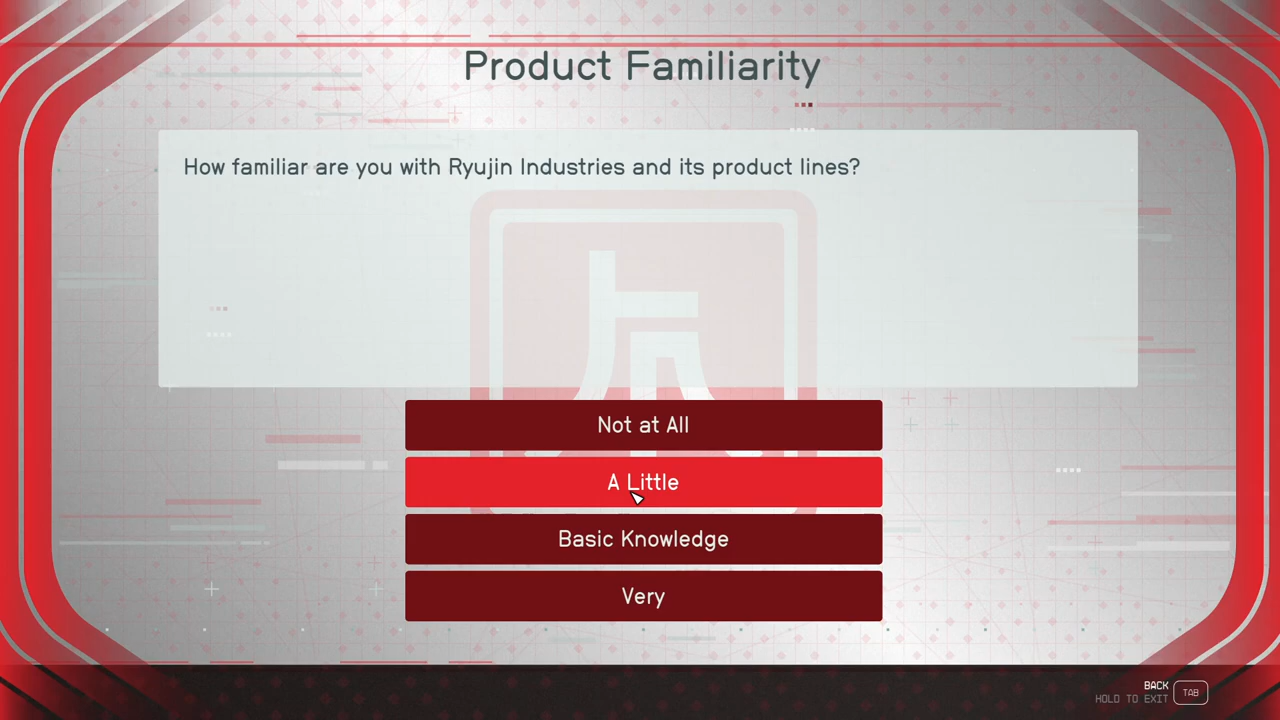 Product Familiarity
How familiar are you with Ryujin Industries and its product lines?
Not at All
A Little
Basic Knowledge
Very
BACK
HOLD TO EXIT TAB